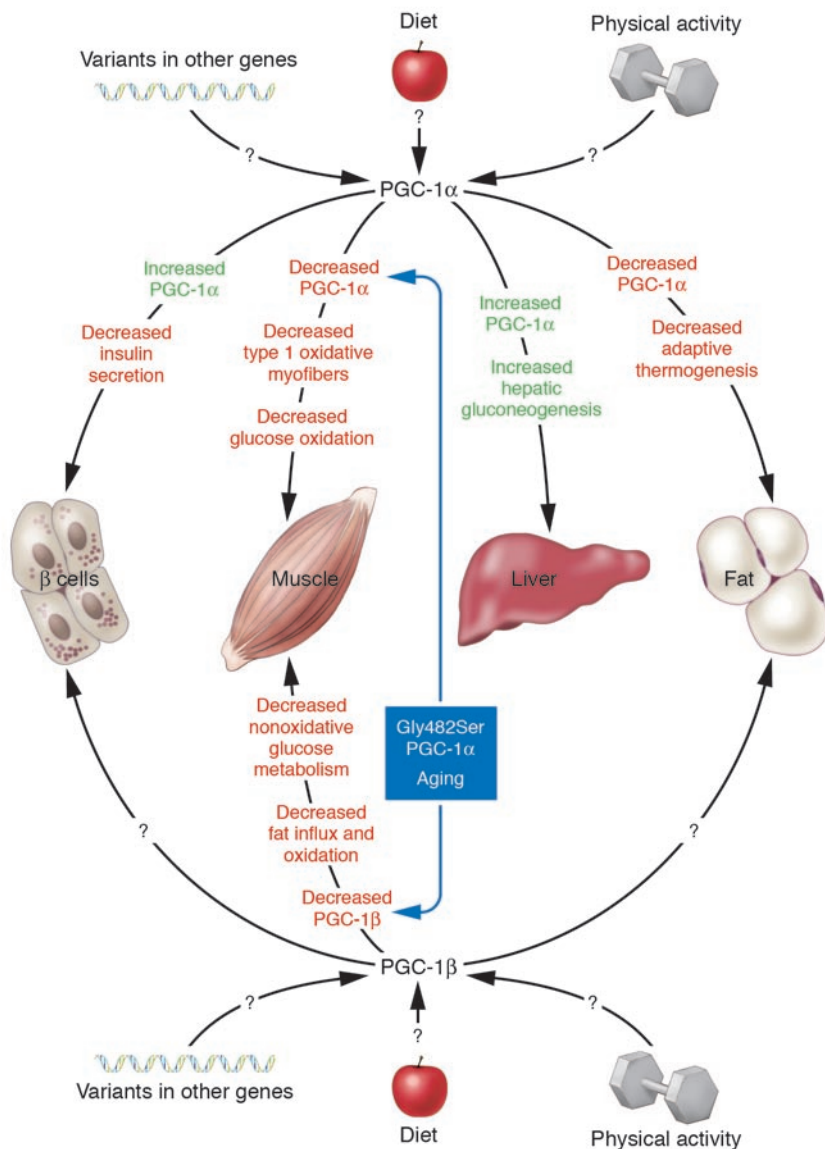 Diet
Physical activity
Variants in other genes
?
?
?
PGC-1α
Increased
PGC-1α
Decreased
insulin
secretion
Decreased
PGC-1α
Decreased
type 1 oxidative
myofibers
Decreased
glucose oxidation
Increased
PGC-1α
Increased
hepatic
gluconeogenesis
Decreased
PGC-1α
Decreased
adaptive
thermogenesis
β cells
Muscle
Liver
Fat
Decreased
nonoxidative
glucose
metabolism
Decreased
fat influx and
oxidation
Decreased
PGC-1β
Gly482Ser
PGC-1α
Aging
?
?
PGC-1β
?
?
?
Variants in other genes
Diet
Physical activity